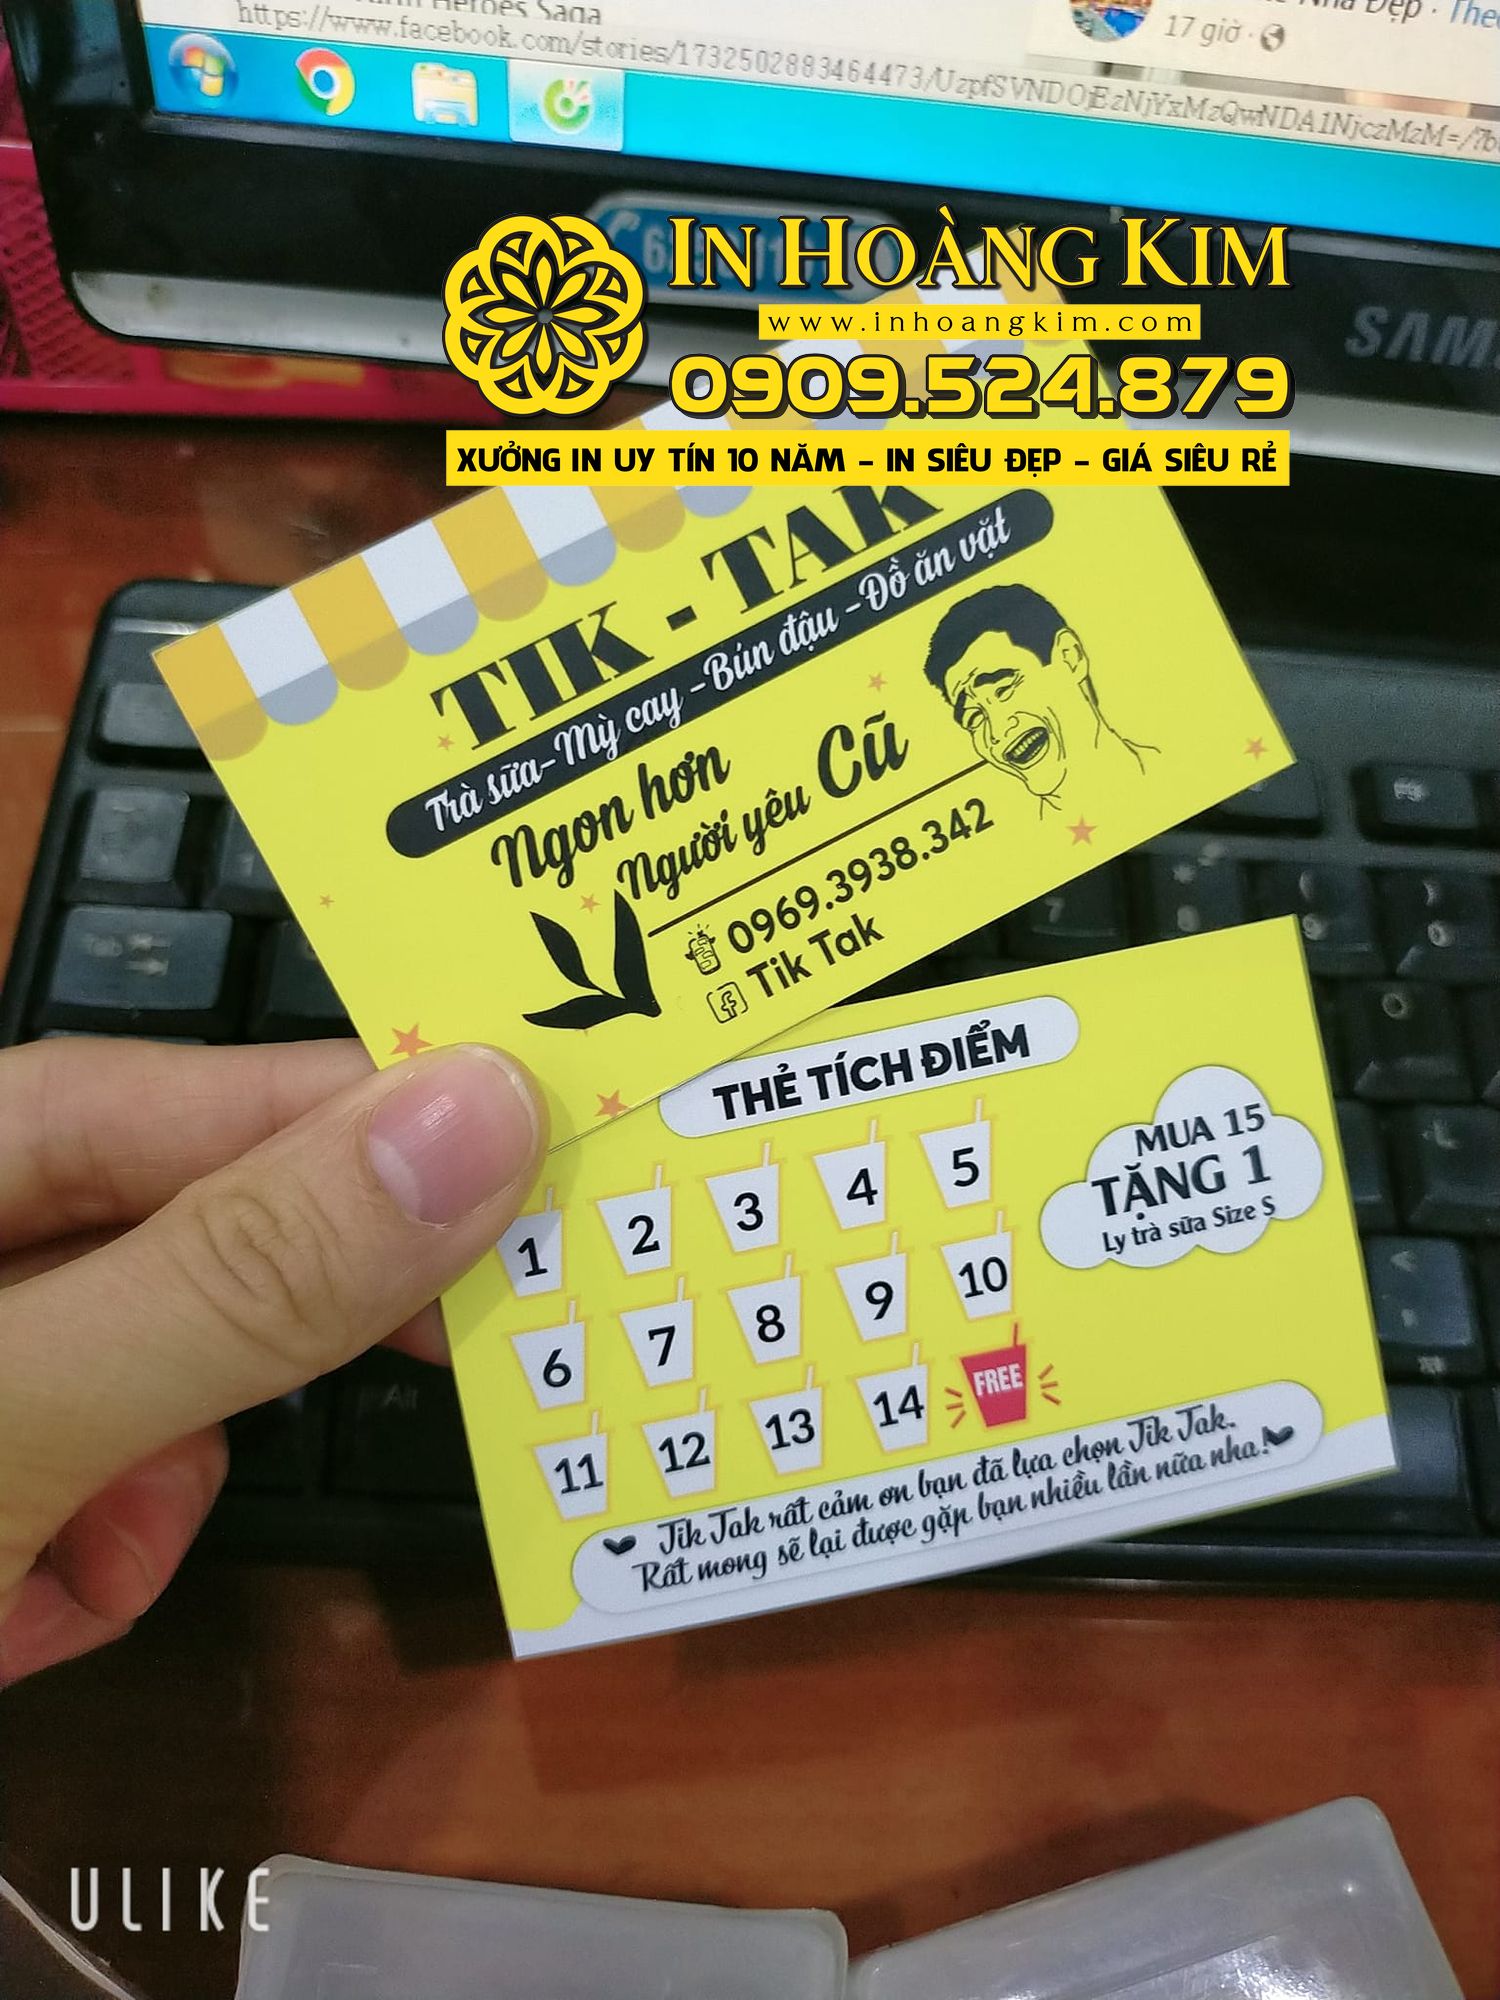 https://www.facebook.com/stories/1732502883464473/UzpfSVNDOjEzNjYxMzQwNDA1NjczMzM=/?b
17 giờ ·
SAMS
IN HOÀNG KIM
www.inhoangkim.com
0909.524.879
XƯỞNG IN UY TÍN 10 NĂM - IN SIÊU ĐẸP - GIÁ SIÊU RẺ
TIK - TAK
Trà sữa - Mỳ cay - Bún đậu - Đồ ăn vặt
Ngon hơn
Người yêu Cũ
0969.3938.342
Tik Tak
THẺ TÍCH ĐIỂM
MUA 15
TẶNG 1
Ly trà sữa Size S
1 2 3 4 5
6 7 8 9 10
11 12 13 14 FREE
Tik Tak rất cảm ơn bạn đã lựa chọn Tik Tak.
Rất mong sẽ lại được gặp bạn nhiều lần nữa nha!
ULIKE